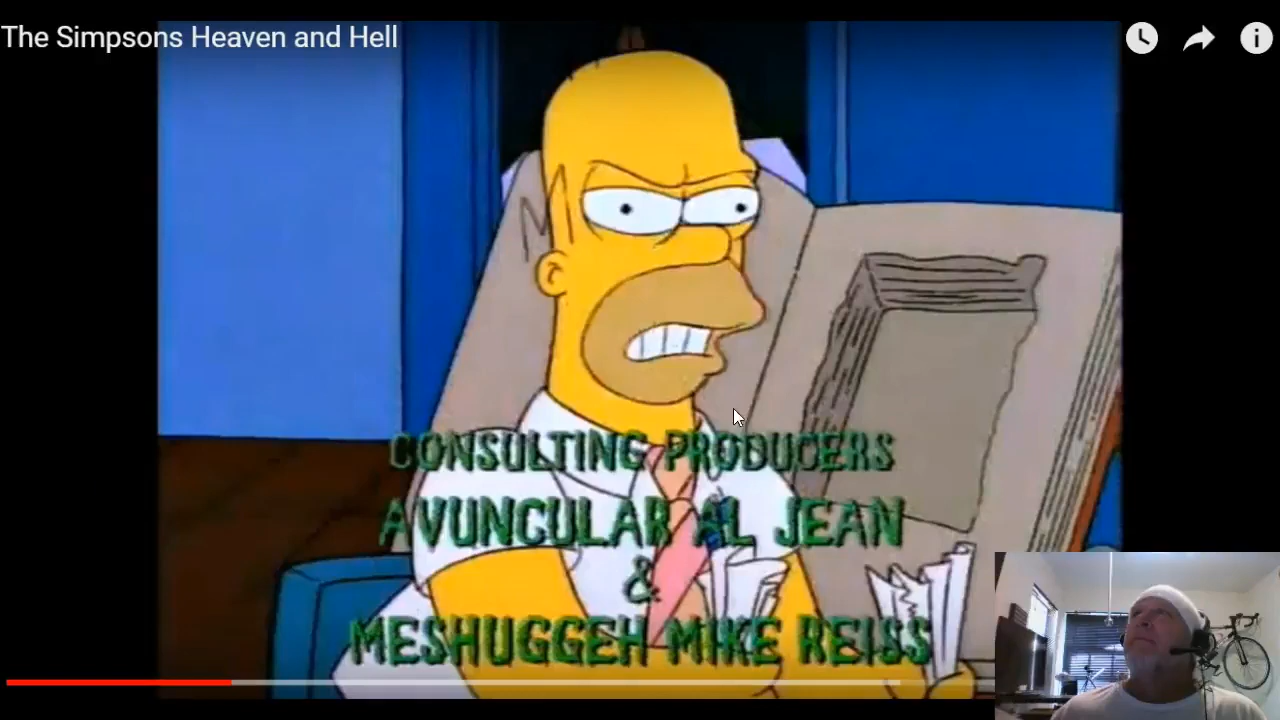 The Simpsons Heaven and Hell
CONSULTING PRODUCERS
AVUNCULAR AL JEAN
&
MESHUGGEH MIKE REISS